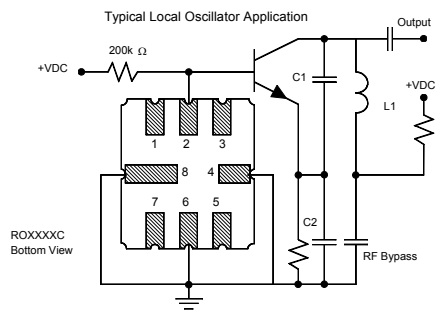 Typical Local Oscillator Application
Output
200k Ω
+VDC
C1
+VDC
L1
1 2 3
8 4
7 6 5
C2
ROXXXXC
Bottom View
RF Bypass